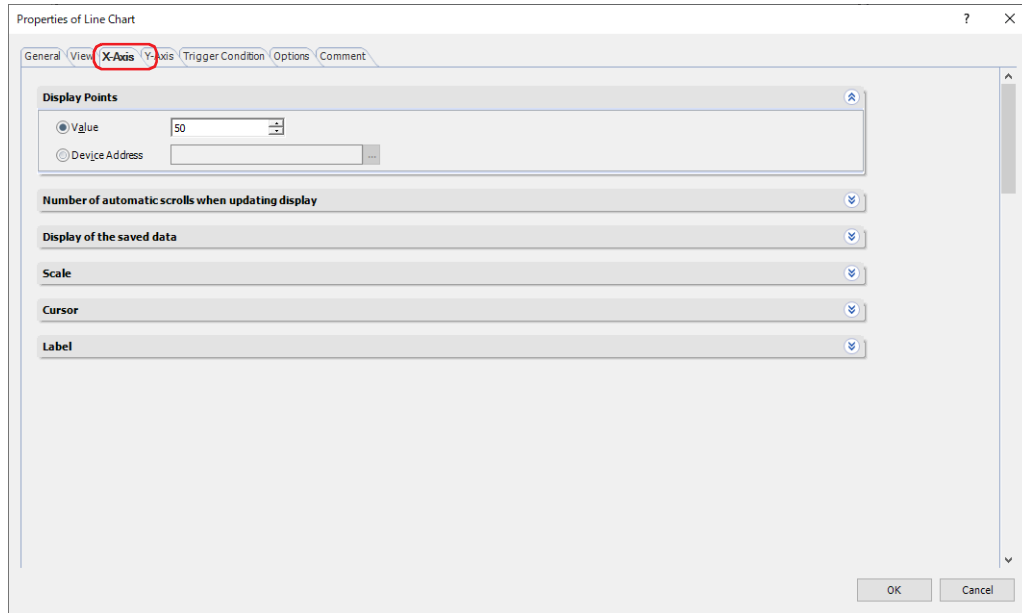 Properties of Line Chart ?
General View X-Axis Y-Axis Trigger Condition Options Comment
Display Points
Value 50
Device Address ...
Number of automatic scrolls when updating display
Display of the saved data
Scale
Cursor
Label
OK Cancel